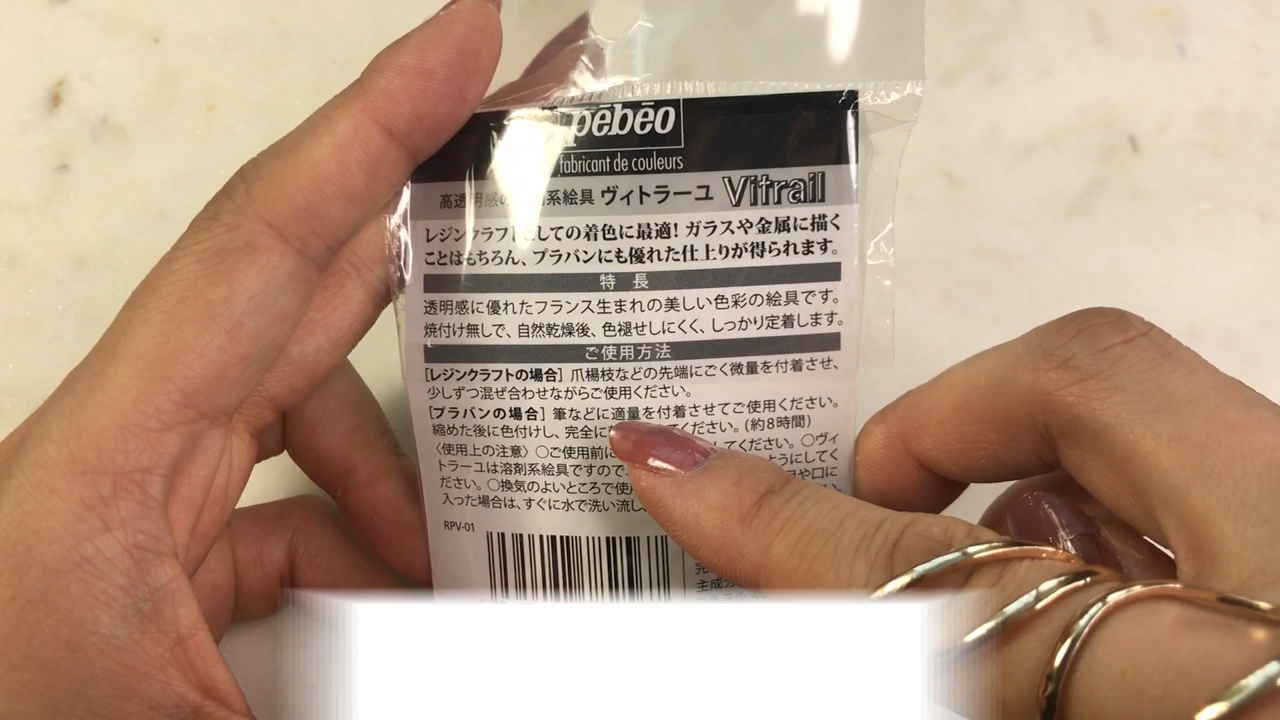 pēbēo
fabricant de couleurs
高透明感の 剤系絵具 ヴィトラーユ Vitrail
レジンクラフトとしての着色に最適! ガラスや金属に描く
ことはもちろん、プラバンにも優れた仕上りが得られます。
特 長
透明感に優れたフランス生まれの美しい色彩の絵具です。
焼付け無しで、自然乾燥後、色褪せしにくく、しっかり定着します。
ご使用方法
[レジンクラフトの場合] 爪楊枝などの先端にごく微量を付着させ、
少しずつ混ぜ合わせながらご使用ください。
[プラバンの場合] 筆などに適量を付着させてご使用ください。
縮めた後に色付けし、完全に てください。(約8時間)
〈使用上の注意〉 〇ご使用前に してください。 〇ヴィ
トラーユは溶剤系絵具ですので、 ようにしてく
ださい。 〇換気のよいところで使用 や口に
入った場合は、すぐに水で洗い流し
RPV-01
主成分